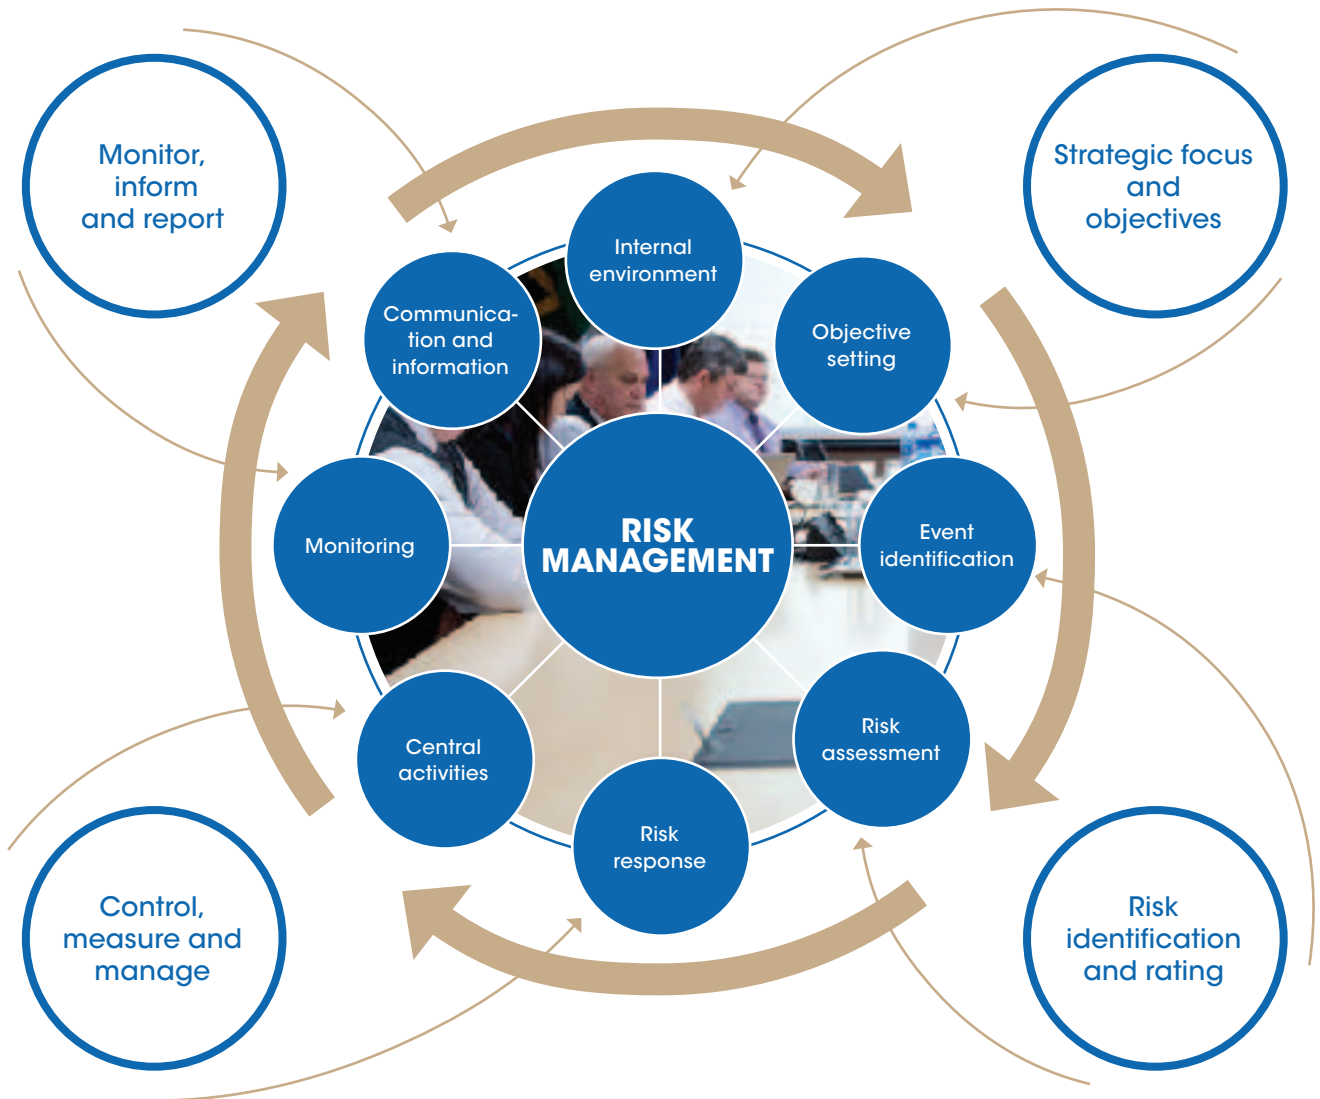 Monitor,
inform
and report
Strategic focus
and
objectives
Internal
environment
Communica-
tion and
information
Objective
setting
RISK
MANAGEMENT
Monitoring
Event
identification
Central
activities
Risk
assessment
Risk
response
Control,
measure and
manage
Risk
identification
and rating